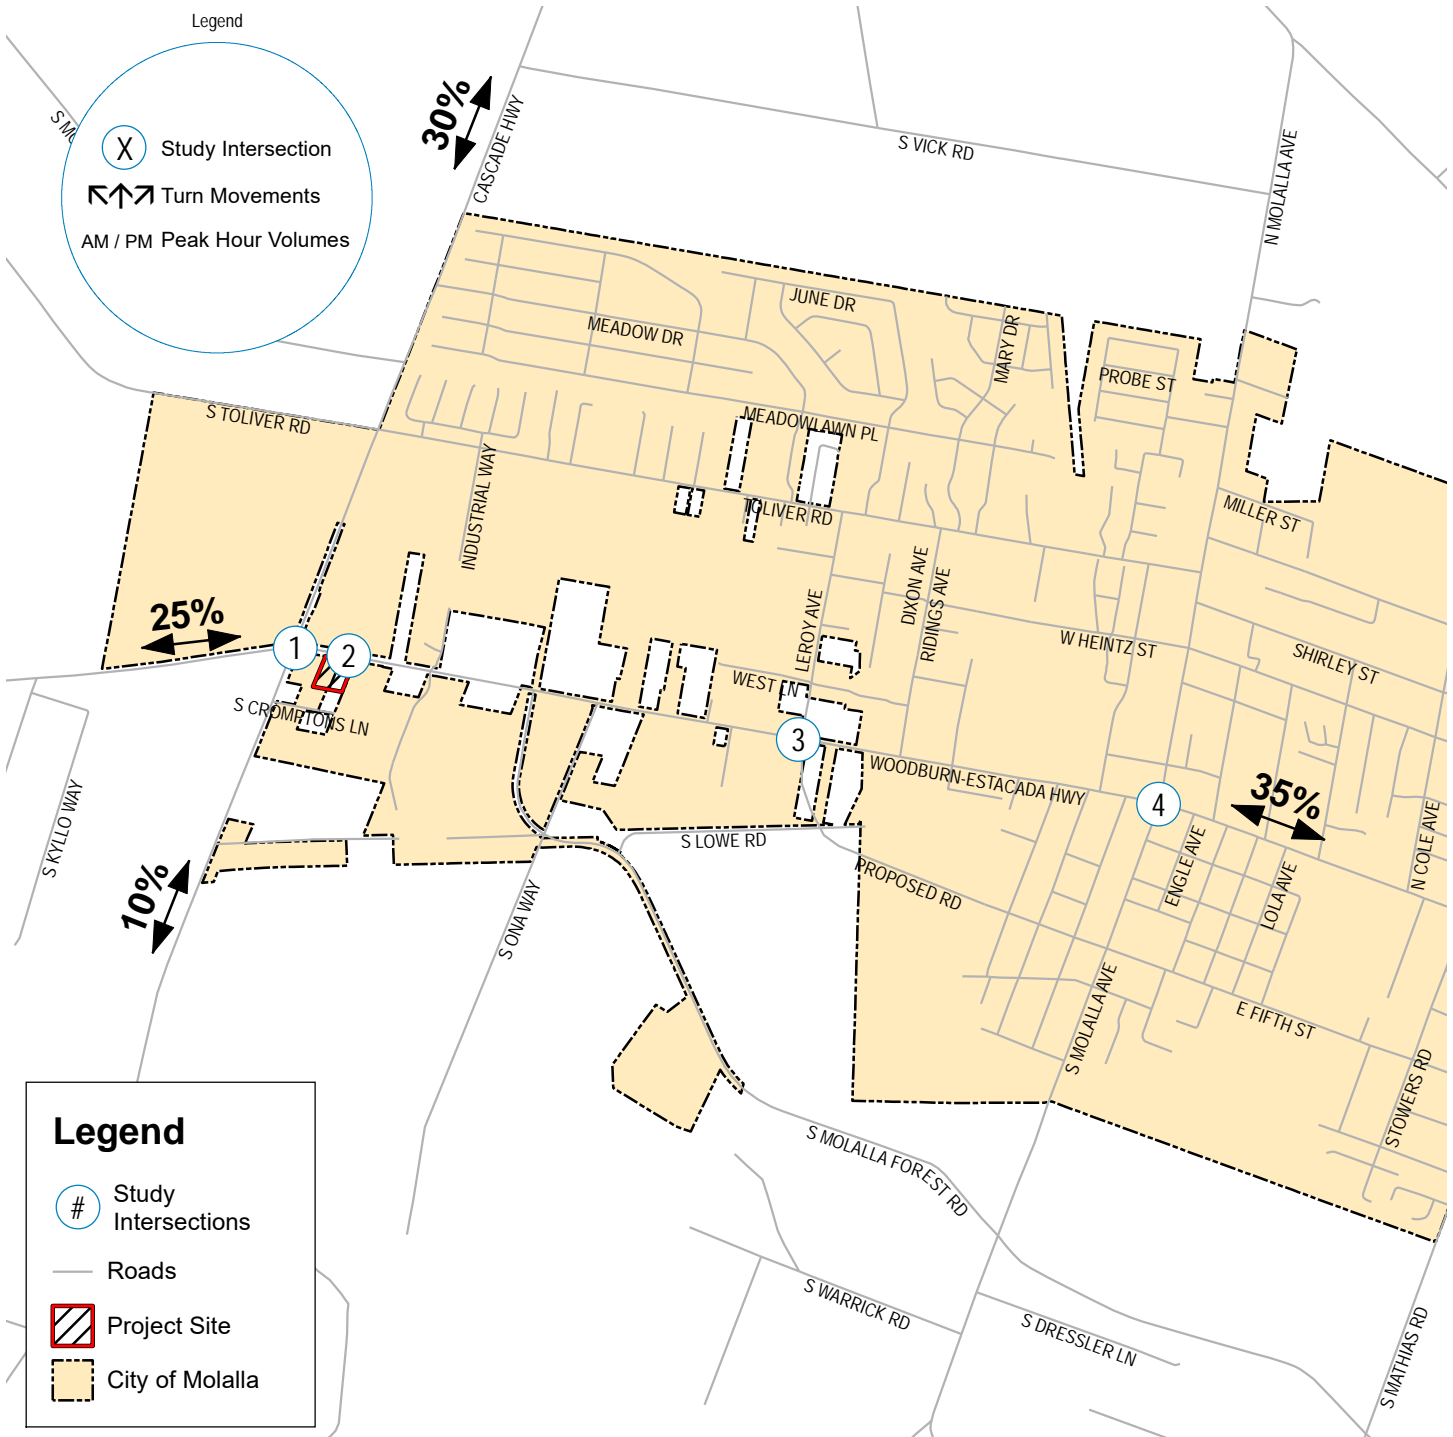 Legend
S MO
X
Study Intersection
Turn Movements
AM / PM Peak Hour Volumes
30%
CASCADE HWY
S VICK RD
N MOLALLA AVE
JUNE DR
MEADOW DR
MARY DR
PROBE ST
S TOLIVER RD
MEADOWLAWN PL
INDUSTRIAL WAY
TOLIVER RD
MILLER ST
25%
1
2
DIXON AVE
RIDINGS AVE
LEROY AVE
W HEINTZ ST
SHIRLEY ST
WEST LN
S CROMPTONS LN
3
WOODBURN-ESTACADA HWY
4
35%
S KYLLO WAY
S LOWE RD
N COLE AVE
ENGLE AVE
LOLA AVE
10%
PROPOSED RD
S ONA WAY
S MOLALLA AVE
E FIFTH ST
STOWERS RD
S MOLALLA FOREST RD
S WARRICK RD
S DRESSLER LN
S MATHIAS RD
Legend
#
Study
Intersections
Roads
Project Site
City of Molalla